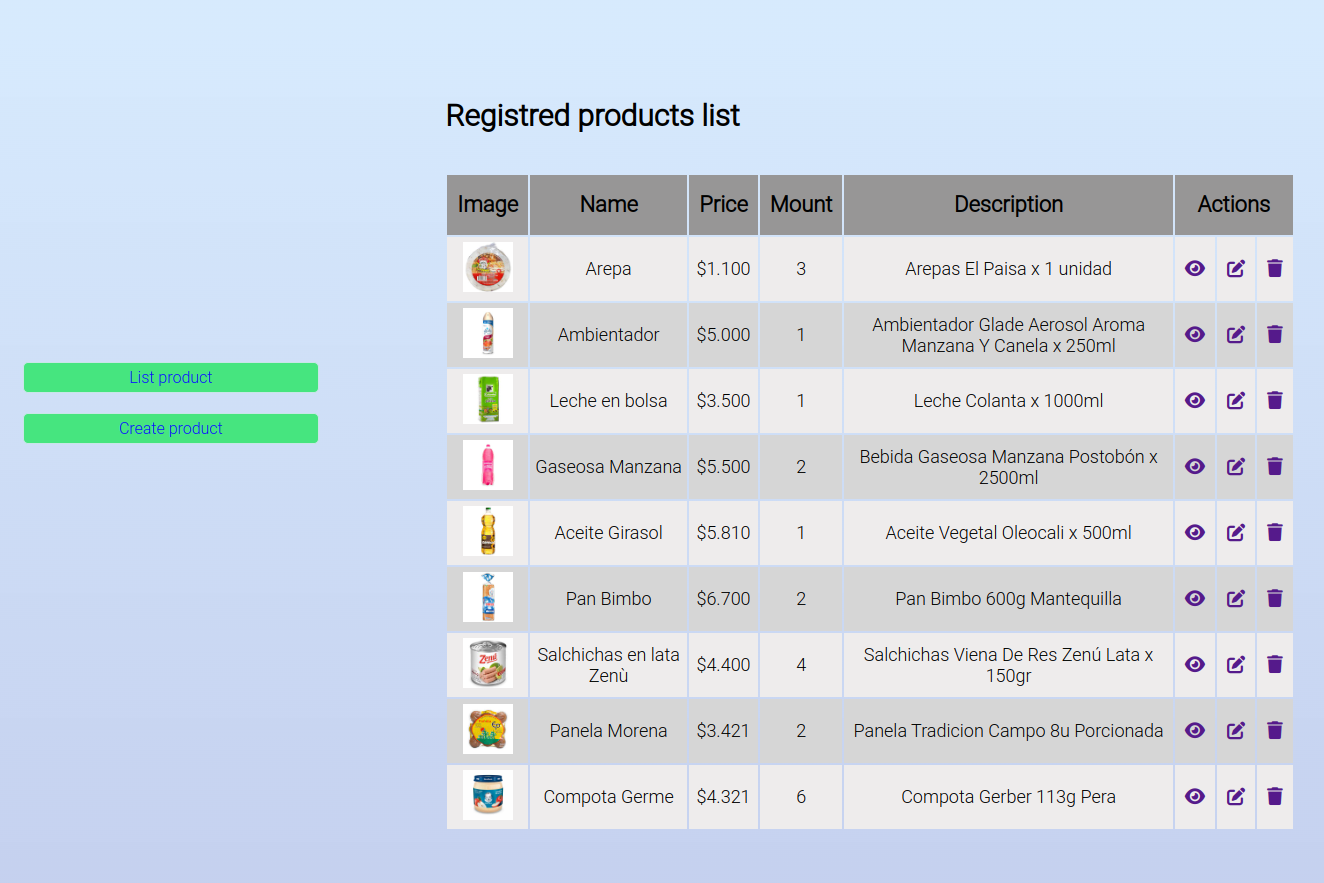 Registred products list
Image Name Price Mount Description Actions
Arepa $1.100 3 Arepas El Paisa x 1 unidad
Ambientador $5.000 1 Ambientador Glade Aerosol Aroma
Manzana Y Canela x 250ml
List product
Create product
Leche en bolsa $3.500 1 Leche Colanta x 1000ml
Gaseosa Manzana $5.500 2 Bebida Gaseosa Manzana Postobón x
2500ml
Aceite Girasol $5.810 1 Aceite Vegetal Oleocali x 500ml
Pan Bimbo $6.700 2 Pan Bimbo 600g Mantequilla
Zenú
Salchichas en lata
Zenù $4.400 4 Salchichas Viena De Res Zenú Lata x
150gr
Panela Morena $3.421 2 Panela Tradicion Campo 8u Porcionada
Compota Germe $4.321 6 Compota Gerber 113g Pera